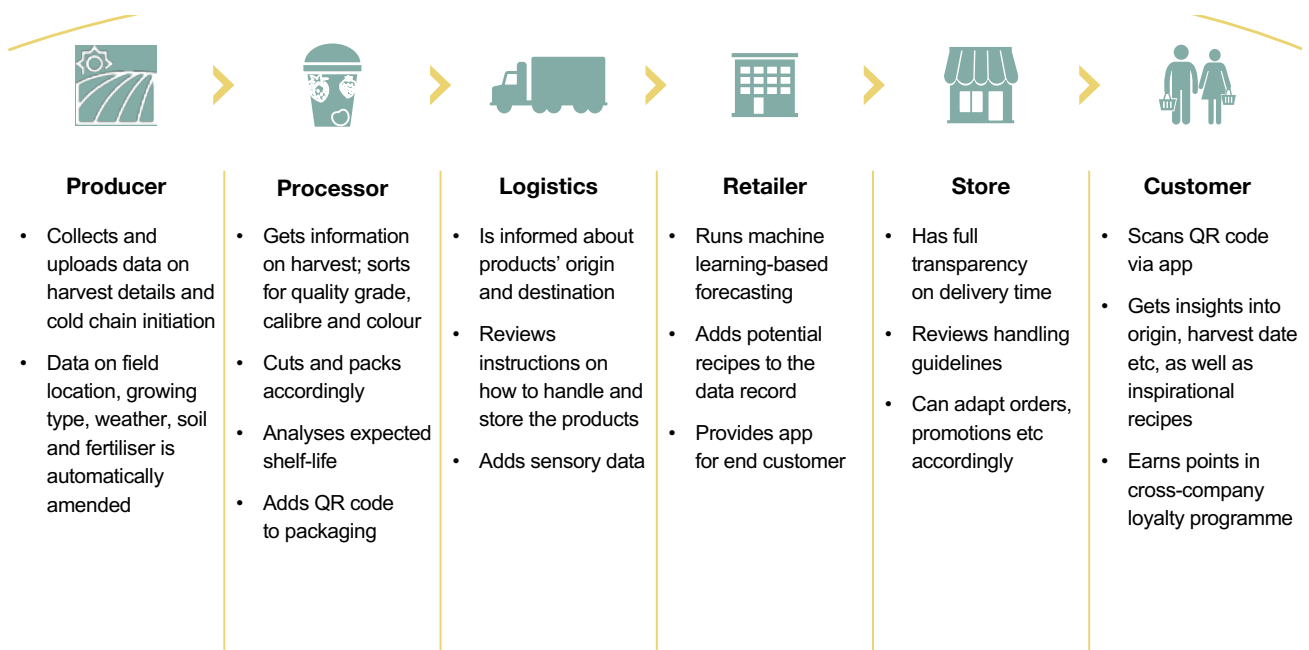 Producer
• Collects and
uploads data on
harvest details and
cold chain initiation
• Data on field
location, growing
type, weather, soil
and fertiliser is
automatically
amended
Processor
• Gets information
on harvest; sorts
for quality grade,
calibre and colour
• Cuts and packs
accordingly
• Analyses expected
shelf-life
• Adds QR code
to packaging
Logistics
• Is informed about
products’ origin
and destination
• Reviews
instructions on
how to handle and
store the products
• Adds sensory data
Retailer
• Runs machine
learning-based
forecasting
• Adds potential
recipes to the
data record
• Provides app
for end customer
Store
• Has full
transparency
on delivery time
• Reviews handling
guidelines
• Can adapt orders,
promotions etc
accordingly
Customer
• Scans QR code
via app
• Gets insights into
origin, harvest date
etc, as well as
inspirational
recipes
• Earns points in
cross-company
loyalty programme